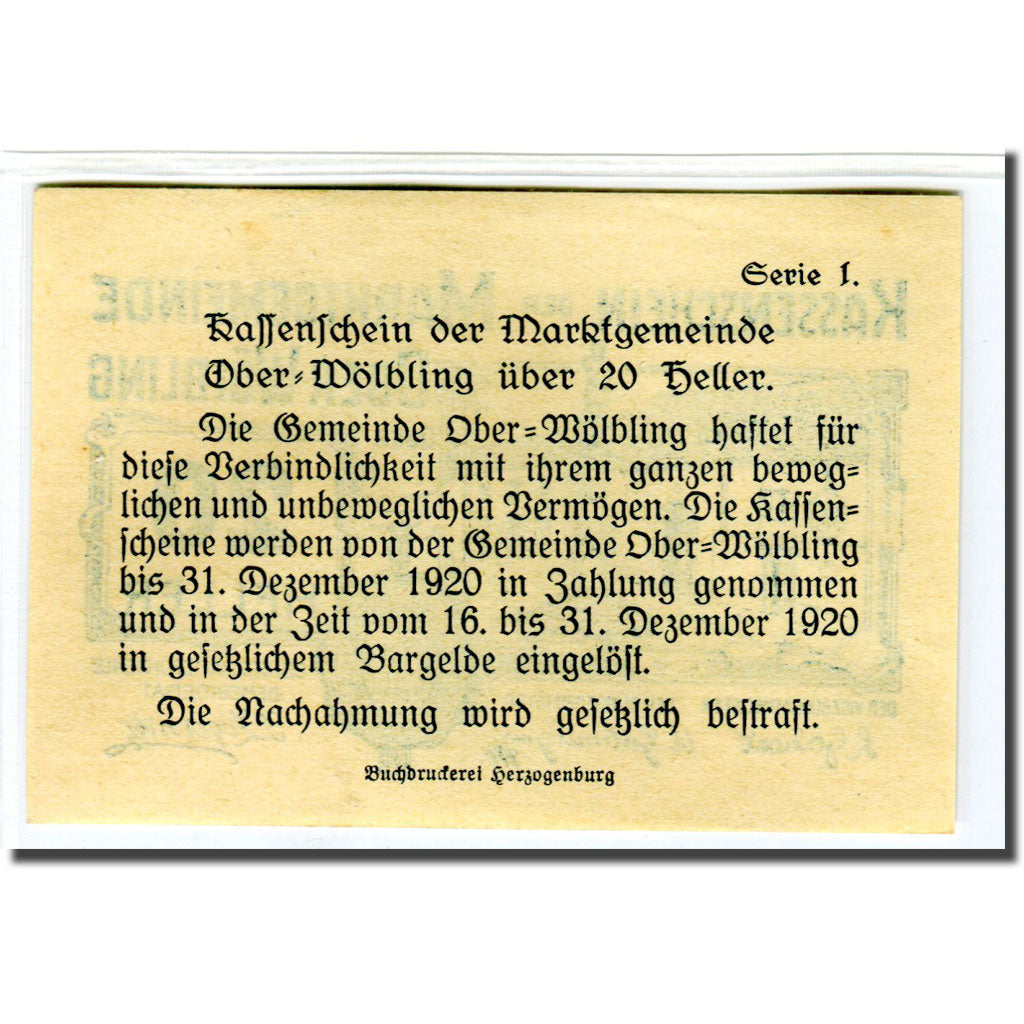 Serie 1.
Kassenschein der Marktgemeinde
Ober-Wölbling über 20 Heller.
Die Gemeinde Ober-Wölbling haftet für
diese Verbindlichkeit mit ihrem ganzen beweg-
lichen und unbeweglichen Vermögen. Die Kassen-
scheine werden von der Gemeinde Ober-Wölbling
bis 31. Dezember 1920 in Zahlung genommen
und in der Zeit vom 16. bis 31. Dezember 1920
in gesetzlichem Bargelde eingelöst.
Die Nachahmung wird gesetzlich bestraft.
Buchdruckerei Herzogenburg